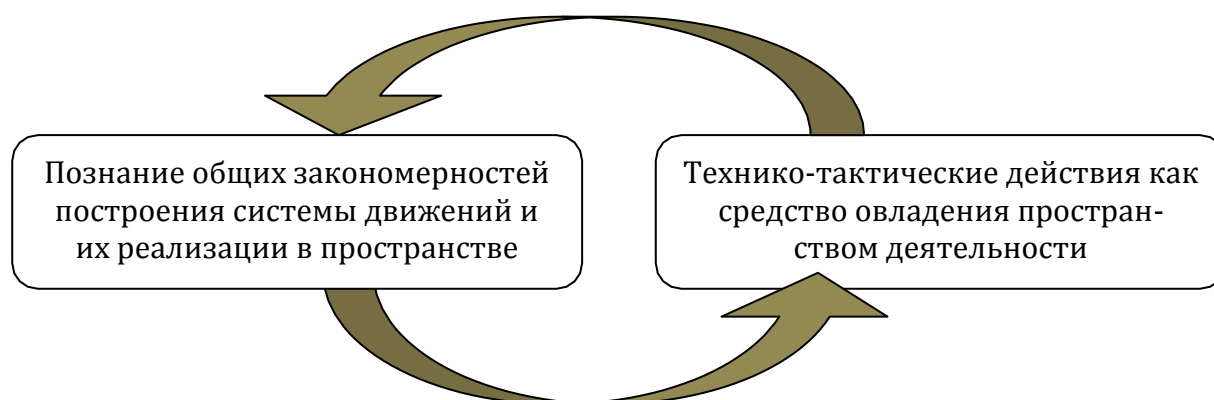 Познание общих закономерностей
построения системы движений и
их реализации в пространстве
Технико-тактические действия как
средство овладения простран-
ством деятельности